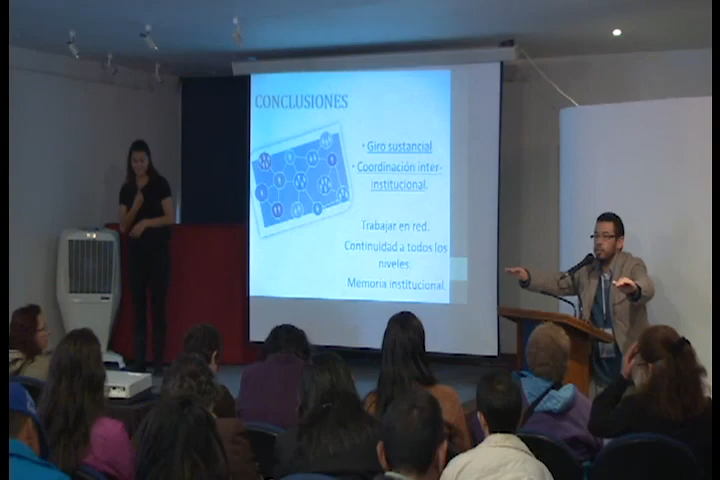 CONCLUSIONES
• Giro sustancial
• Coordinación inter-
institucional.
Trabajar en red.
Continuidad a todos los
niveles.
Memoria institucional.